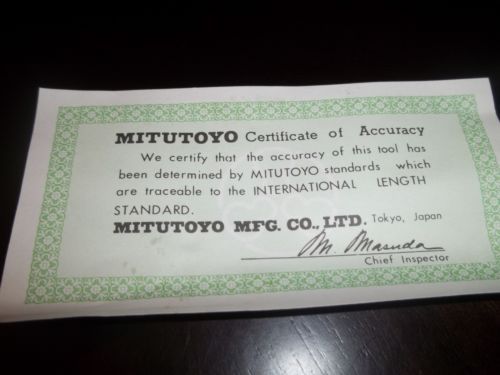 MITUTOYO Certificate of Accuracy
We certify that the accuracy of this tool has
been determined by MITUTOYO standards which
are traceable to the INTERNATIONAL LENGTH
STANDARD.
MITUTOYO MFG. CO., LTD. Tokyo, Japan
M. Masuda
Chief Inspector